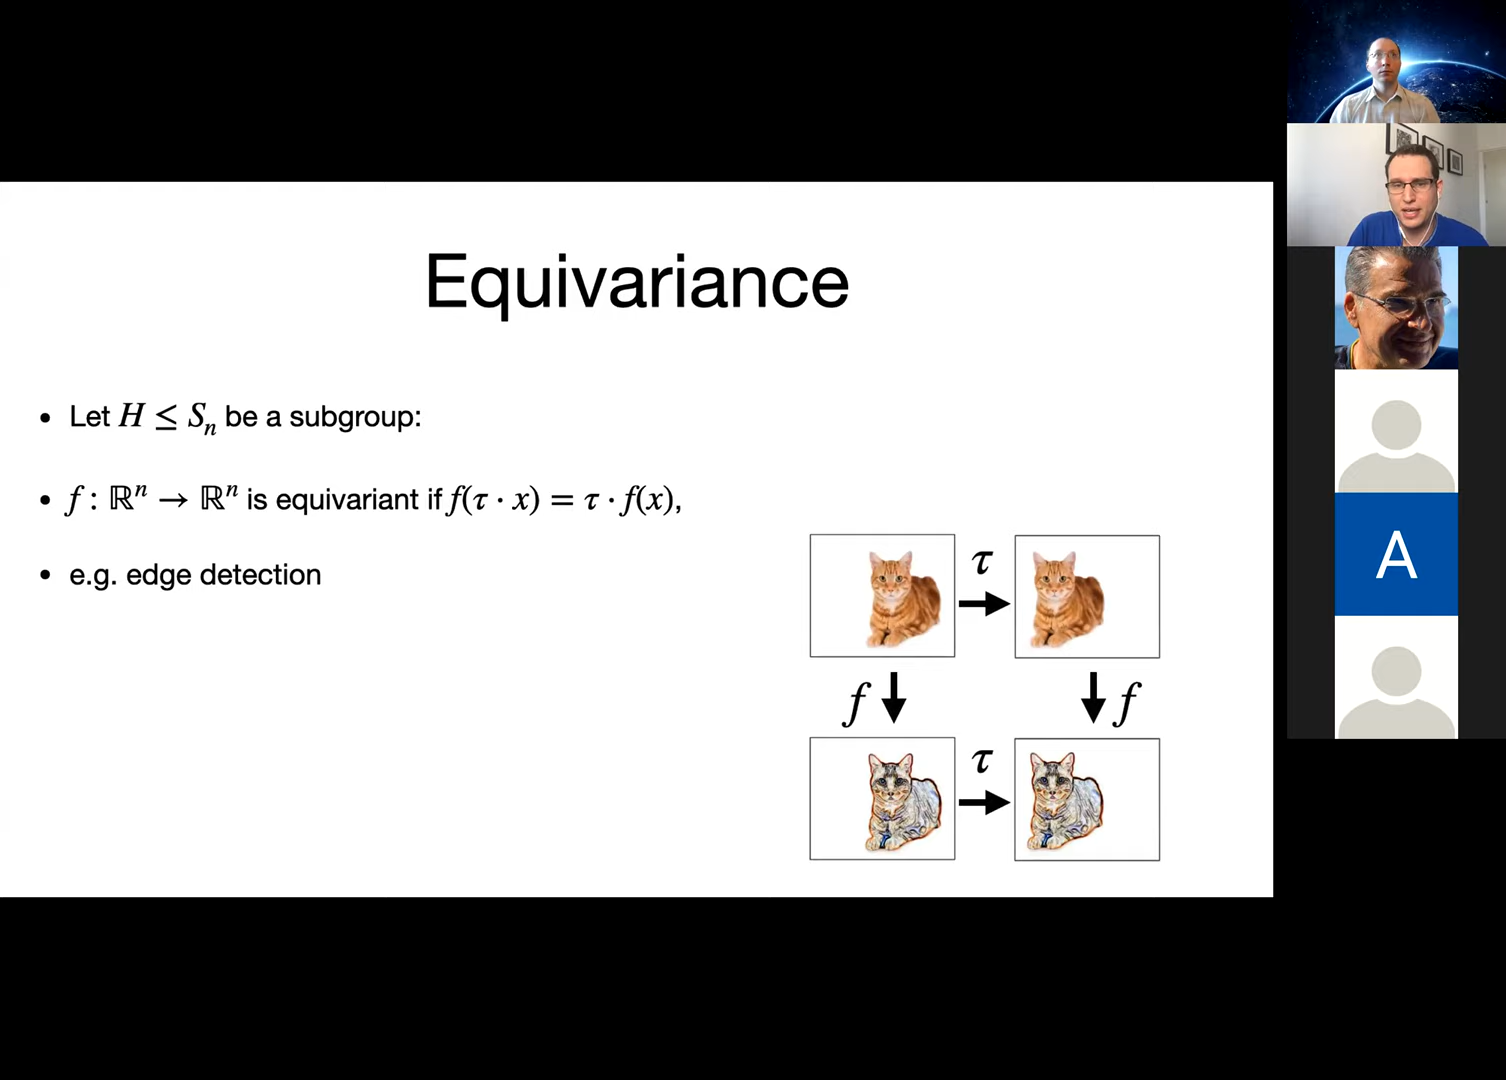 Equivariance
• Let H ≤ Sₙ be a subgroup:
• f : ℝⁿ → ℝⁿ is equivariant if f(τ · x) = τ · f(x),
• e.g. edge detection
τ
f f
τ
A